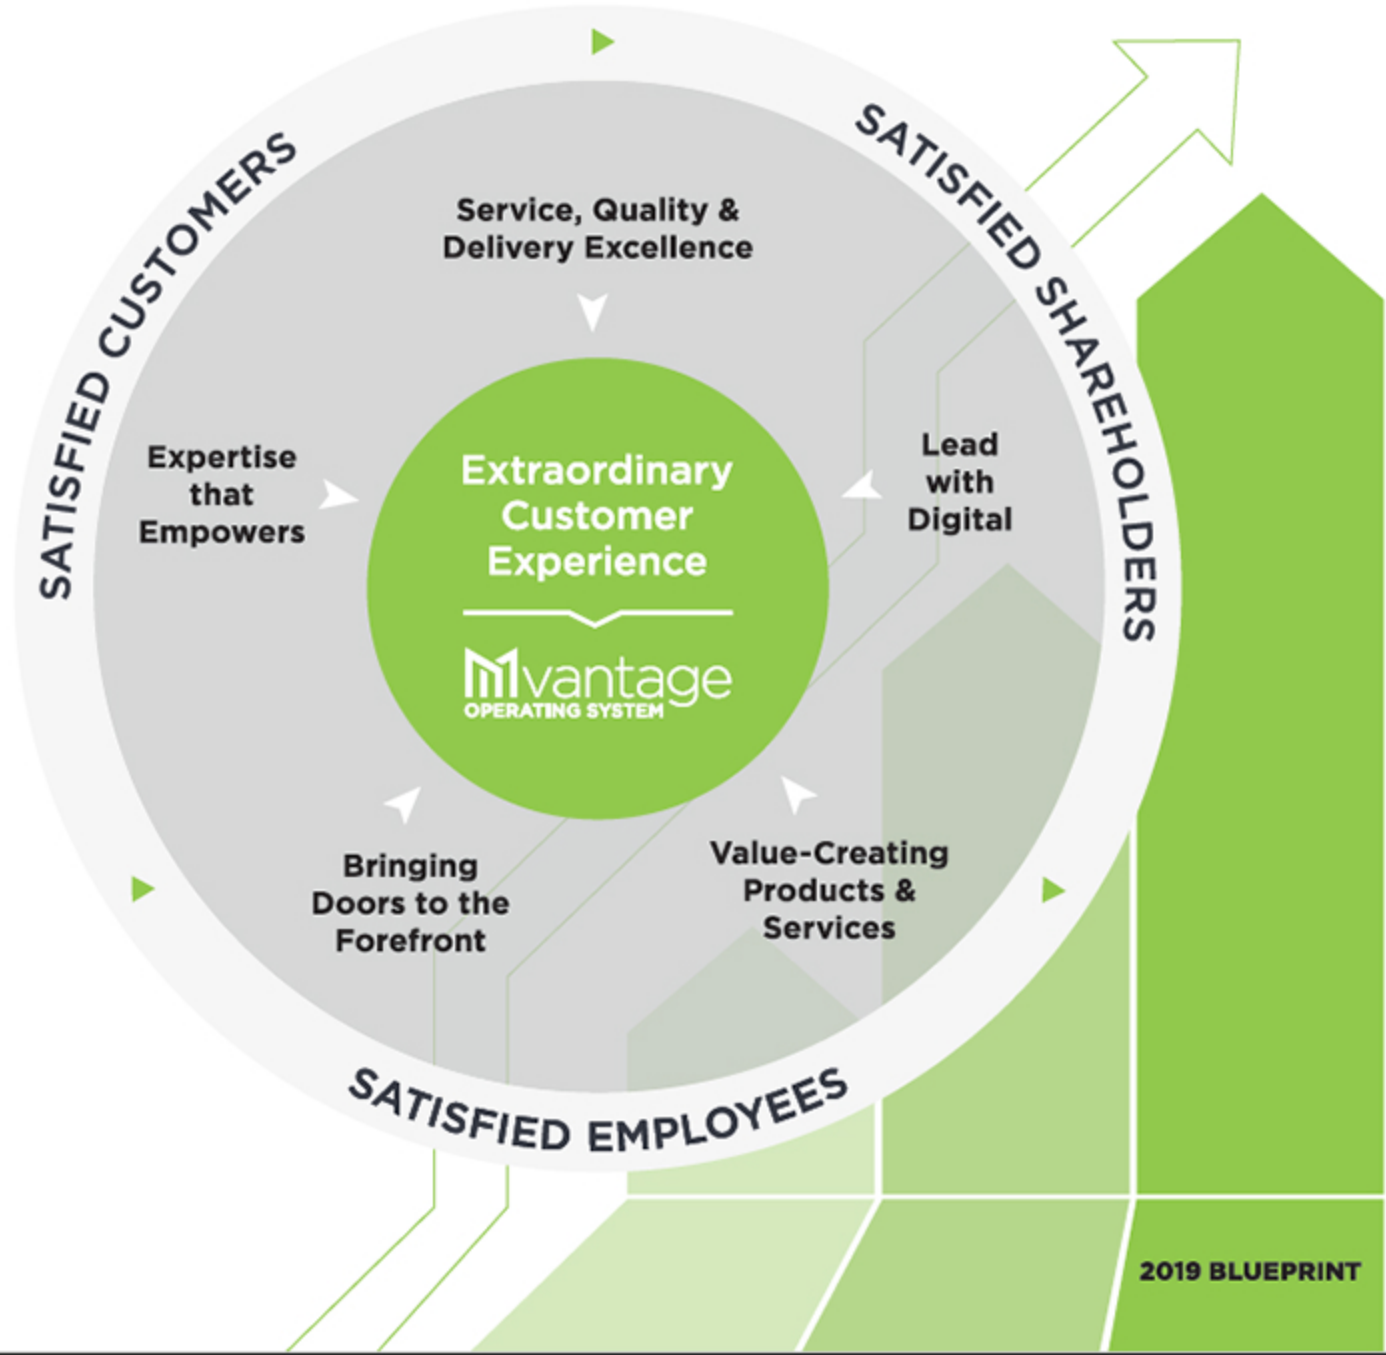 SATISFIED CUSTOMERS
SATISFIED SHAREHOLDERS
Service, Quality &
Delivery Excellence
Expertise
that
Empowers
Lead
with
Digital
Extraordinary
Customer
Experience
Mvantage
OPERATING SYSTEM
Bringing
Doors to the
Forefront
Value-Creating
Products &
Services
SATISFIED EMPLOYEES
2019 BLUEPRINT